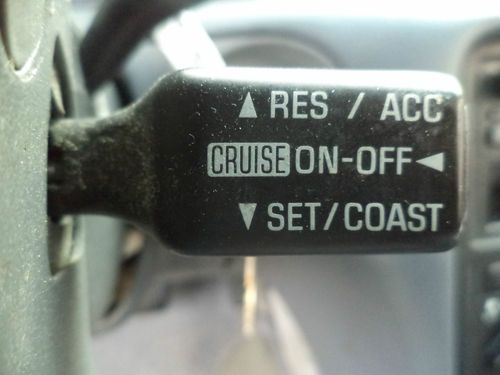 ▲ RES / ACC
CRUISE ON-OFF ◀
▼ SET/COAST